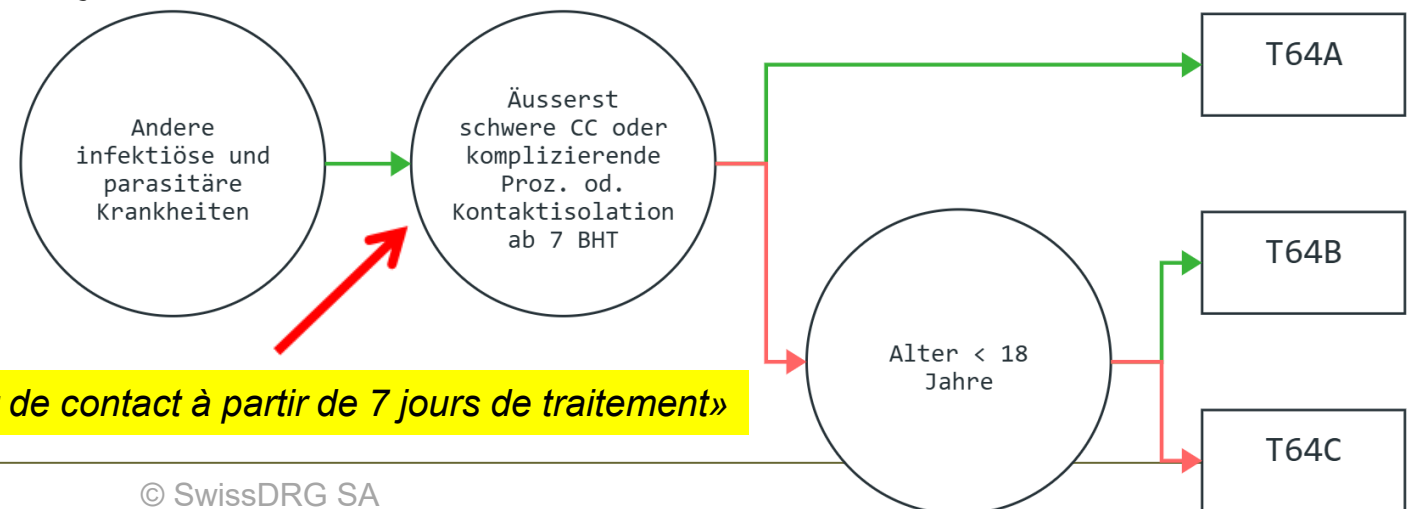 Andere
infektiöse und
parasitäre
Krankheiten
Äusserst
schwere CC oder
komplizierende
Proz. od.
Kontaktisolation
ab 7 BHT
T64A
T64B
Alter < 18
Jahre
de contact à partir de 7 jours de traitement»
T64C
© SwissDRG SA